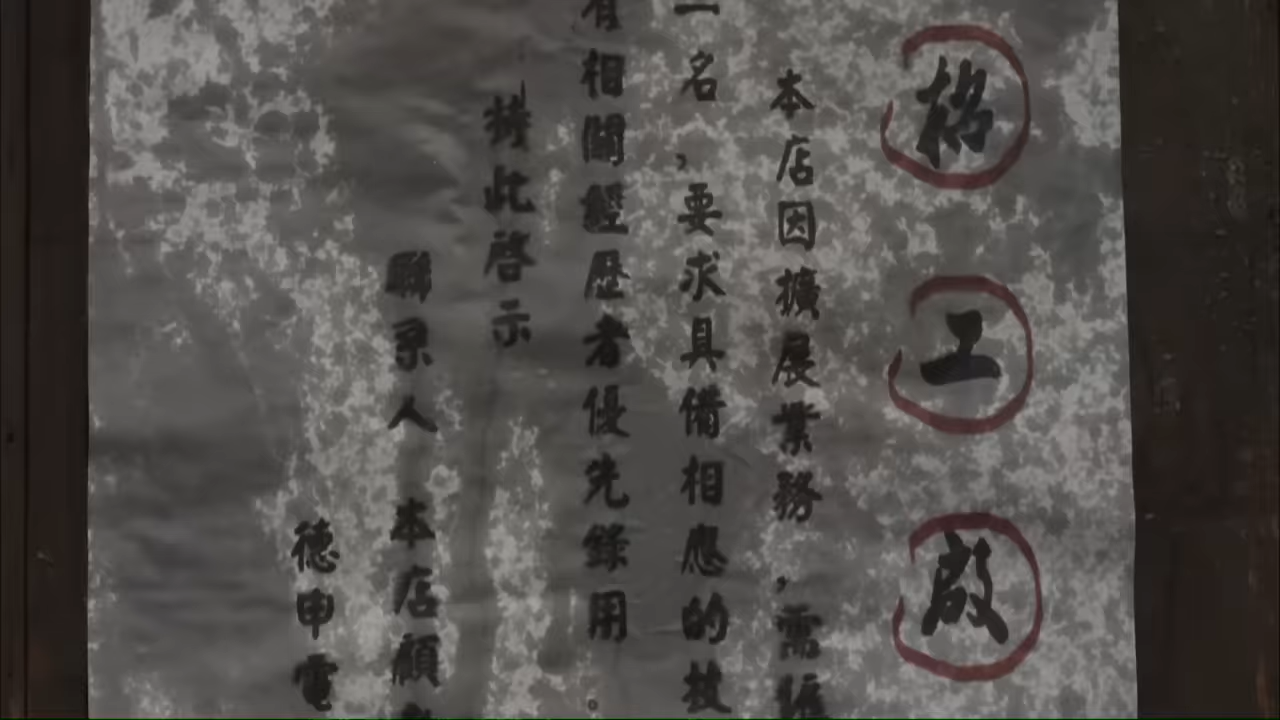 格工啟
本店因擴展業務，需
一名，要求具備相應的技
有相關經歷者優先錄用。
特此啓示
聯系人 本店顧
德申電